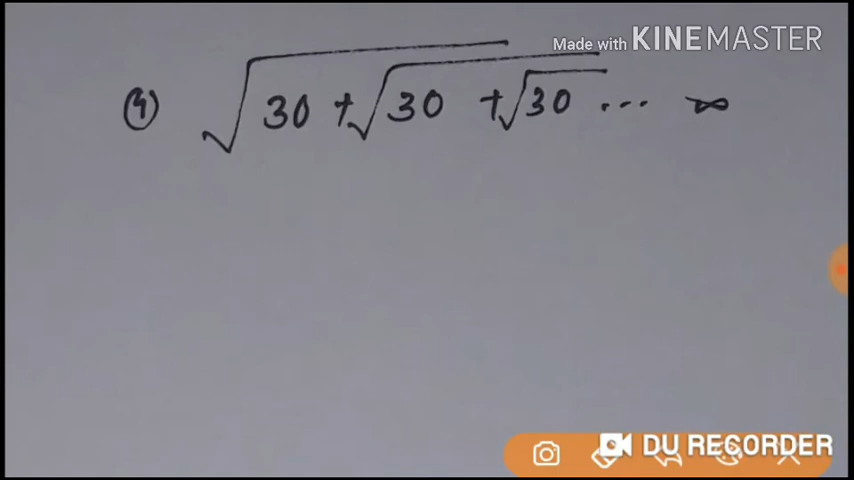 Made with KINEMASTER
(4) √30 + √30 + √30 ... ∞
DU RECORDER